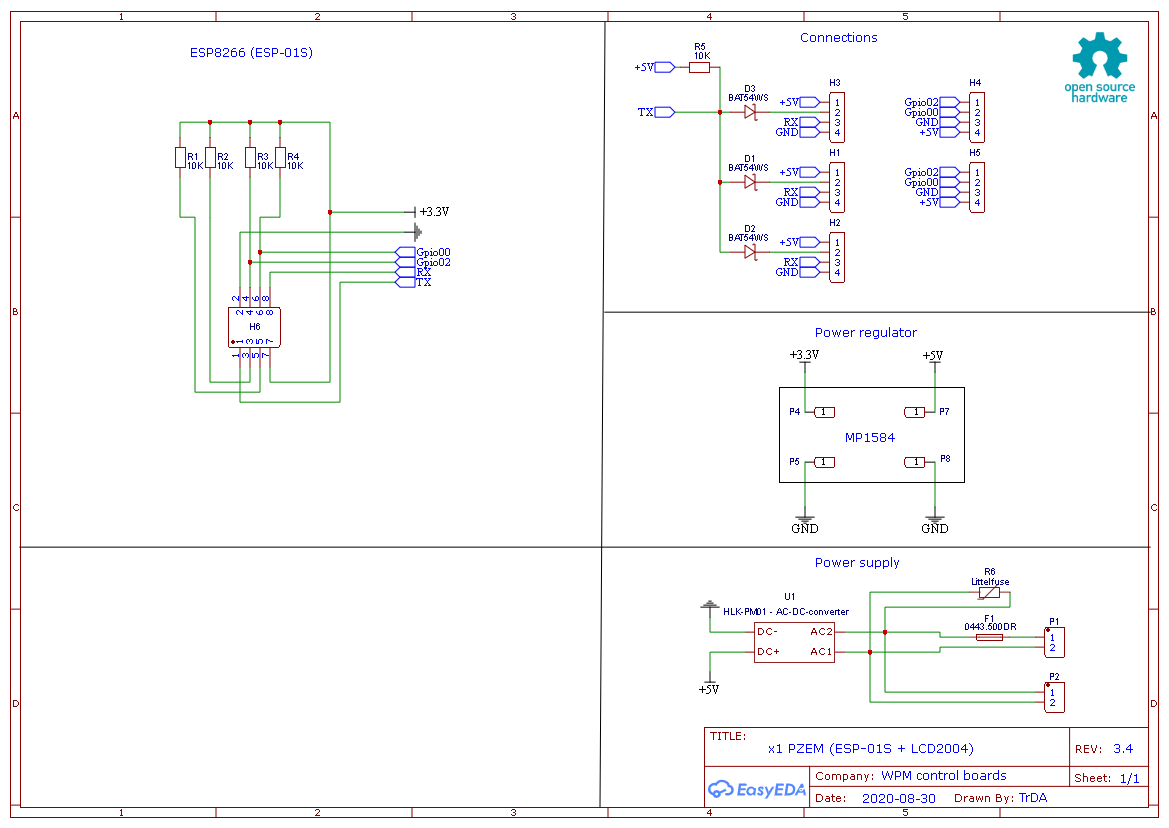 1 2 3 4 5
A
B
C
D
ESP8266 (ESP-01S)
R1
10K
R2
10K
R3
10K
R4
10K
+3.3V
Gpio00
Gpio02
RX
TX
2 4 6 8
2 4 6 8
H6
1 3 5 7
1 3 5 7
Connections
R5
10K
+5V
TX
D3
BAT54WS
D1
BAT54WS
D2
BAT54WS
H3
+5V 1
2
RX 3
GND 4
H1
+5V 1
2
RX 3
GND 4
H2
+5V 1
2
RX 3
GND 4
H4
Gpio02 1
Gpio00 2
GND 3
+5V 4
H5
Gpio02 1
Gpio00 2
GND 3
+5V 4
open source
hardware
A
B
C
D
Power regulator
+3.3V +5V
P4 1 1 P7
MP1584
P5 1 1 P8
GND GND
Power supply
R6
Littelfuse
U1
HLK-PM01 - AC-DC-converter
DC- AC2
DC+ AC1
+5V
F1
0443.500DR
P1
1
2
P2
1
2
TITLE:
x1 PZEM (ESP-01S + LCD2004)
REV: 3.4
EasyEDA
Company: WPM control boards
Sheet: 1/1
Date: 2020-08-30 Drawn By: TrDA
1 2 3 4 5